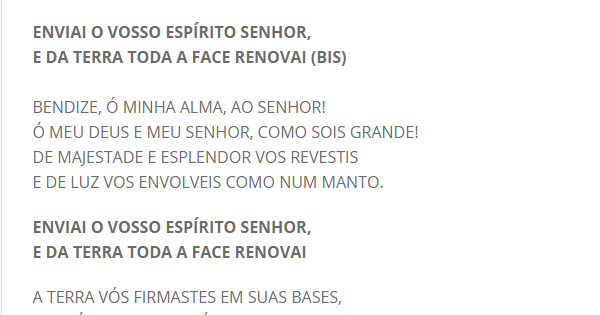 ENVIAI O VOSSO ESPÍRITO SENHOR,
E DA TERRA TODA A FACE RENOVAI (BIS)
BENDIZE, Ó MINHA ALMA, AO SENHOR!
Ó MEU DEUS E MEU SENHOR, COMO SOIS GRANDE!
DE MAJESTADE E ESPLENDOR VOS REVESTIS
E DE LUZ VOS ENVOLVEIS COMO NUM MANTO.
ENVIAI O VOSSO ESPÍRITO SENHOR,
E DA TERRA TODA A FACE RENOVAI
A TERRA VÓS FIRMASTES EM SUAS BASES,